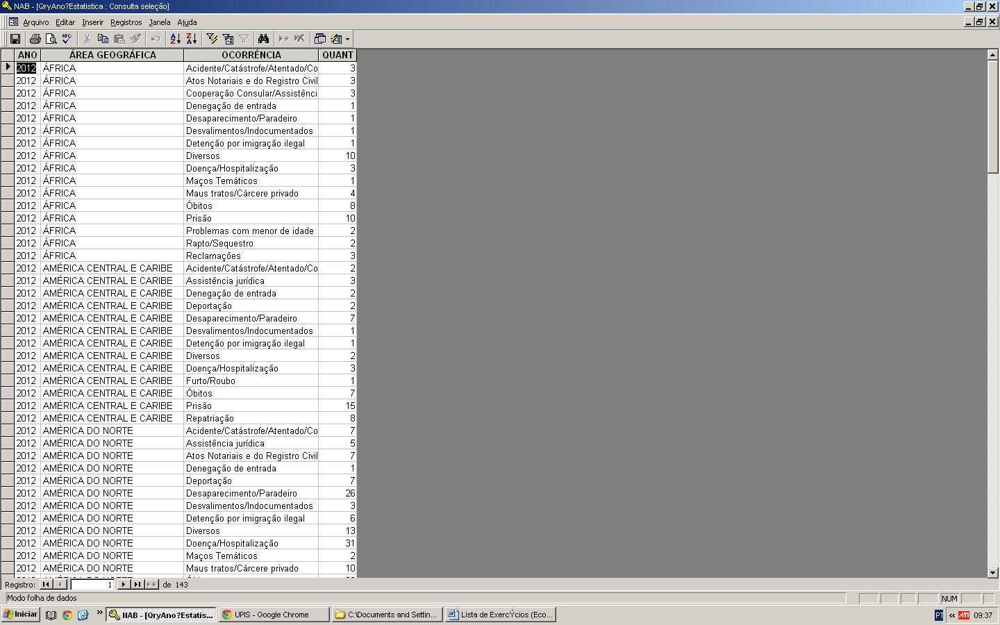 NAB - [QryAno?Estatistica : Consulta seleção]
Arquivo Editar Inserir Registros Janela Ajuda
ANO ÁREA GEOGRÁFICA OCORRÊNCIA QUANT
2012 ÁFRICA Acidente/Catástrofe/Atentado/Co 3
2012 ÁFRICA Atos Notariais e do Registro Civil 3
2012 ÁFRICA Cooperação Consular/Assistênci 3
2012 ÁFRICA Denegação de entrada 1
2012 ÁFRICA Desaparecimento/Paradeiro 1
2012 ÁFRICA Desvalimentos/Indocumentados 1
2012 ÁFRICA Detenção por imigração ilegal 1
2012 ÁFRICA Diversos 10
2012 ÁFRICA Doença/Hospitalização 3
2012 ÁFRICA Maços Temáticos 1
2012 ÁFRICA Maus tratos/Cárcere privado 4
2012 ÁFRICA Óbitos 8
2012 ÁFRICA Prisão 10
2012 ÁFRICA Problemas com menor de idade 2
2012 ÁFRICA Rapto/Sequestro 2
2012 ÁFRICA Reclamações 3
2012 AMÉRICA CENTRAL E CARIBE Acidente/Catástrofe/Atentado/Co 2
2012 AMÉRICA CENTRAL E CARIBE Assistência jurídica 3
2012 AMÉRICA CENTRAL E CARIBE Denegação de entrada 2
2012 AMÉRICA CENTRAL E CARIBE Deportação 2
2012 AMÉRICA CENTRAL E CARIBE Desaparecimento/Paradeiro 7
2012 AMÉRICA CENTRAL E CARIBE Desvalimentos/Indocumentados 1
2012 AMÉRICA CENTRAL E CARIBE Detenção por imigração ilegal 1
2012 AMÉRICA CENTRAL E CARIBE Diversos 2
2012 AMÉRICA CENTRAL E CARIBE Doença/Hospitalização 3
2012 AMÉRICA CENTRAL E CARIBE Furto/Roubo 1
2012 AMÉRICA CENTRAL E CARIBE Óbitos 7
2012 AMÉRICA CENTRAL E CARIBE Prisão 15
2012 AMÉRICA CENTRAL E CARIBE Repatriação 8
2012 AMÉRICA DO NORTE Acidente/Catástrofe/Atentado/Co 7
2012 AMÉRICA DO NORTE Assistência jurídica 5
2012 AMÉRICA DO NORTE Atos Notariais e do Registro Civil 7
2012 AMÉRICA DO NORTE Denegação de entrada 1
2012 AMÉRICA DO NORTE Deportação 7
2012 AMÉRICA DO NORTE Desaparecimento/Paradeiro 26
2012 AMÉRICA DO NORTE Desvalimentos/Indocumentados 3
2012 AMÉRICA DO NORTE Detenção por imigração ilegal 6
2012 AMÉRICA DO NORTE Diversos 13
2012 AMÉRICA DO NORTE Doença/Hospitalização 31
2012 AMÉRICA DO NORTE Maços Temáticos 2
2012 AMÉRICA DO NORTE Maus tratos/Cárcere privado 10
Registro: 1 de 143
Modo folha de dados NUM
Iniciar » NAB - [QryAno?Estatis... UPIS - Google Chrome C:\Documents and Settin... Lista de ExercÝcios (Eco... PT « ATI 09:37